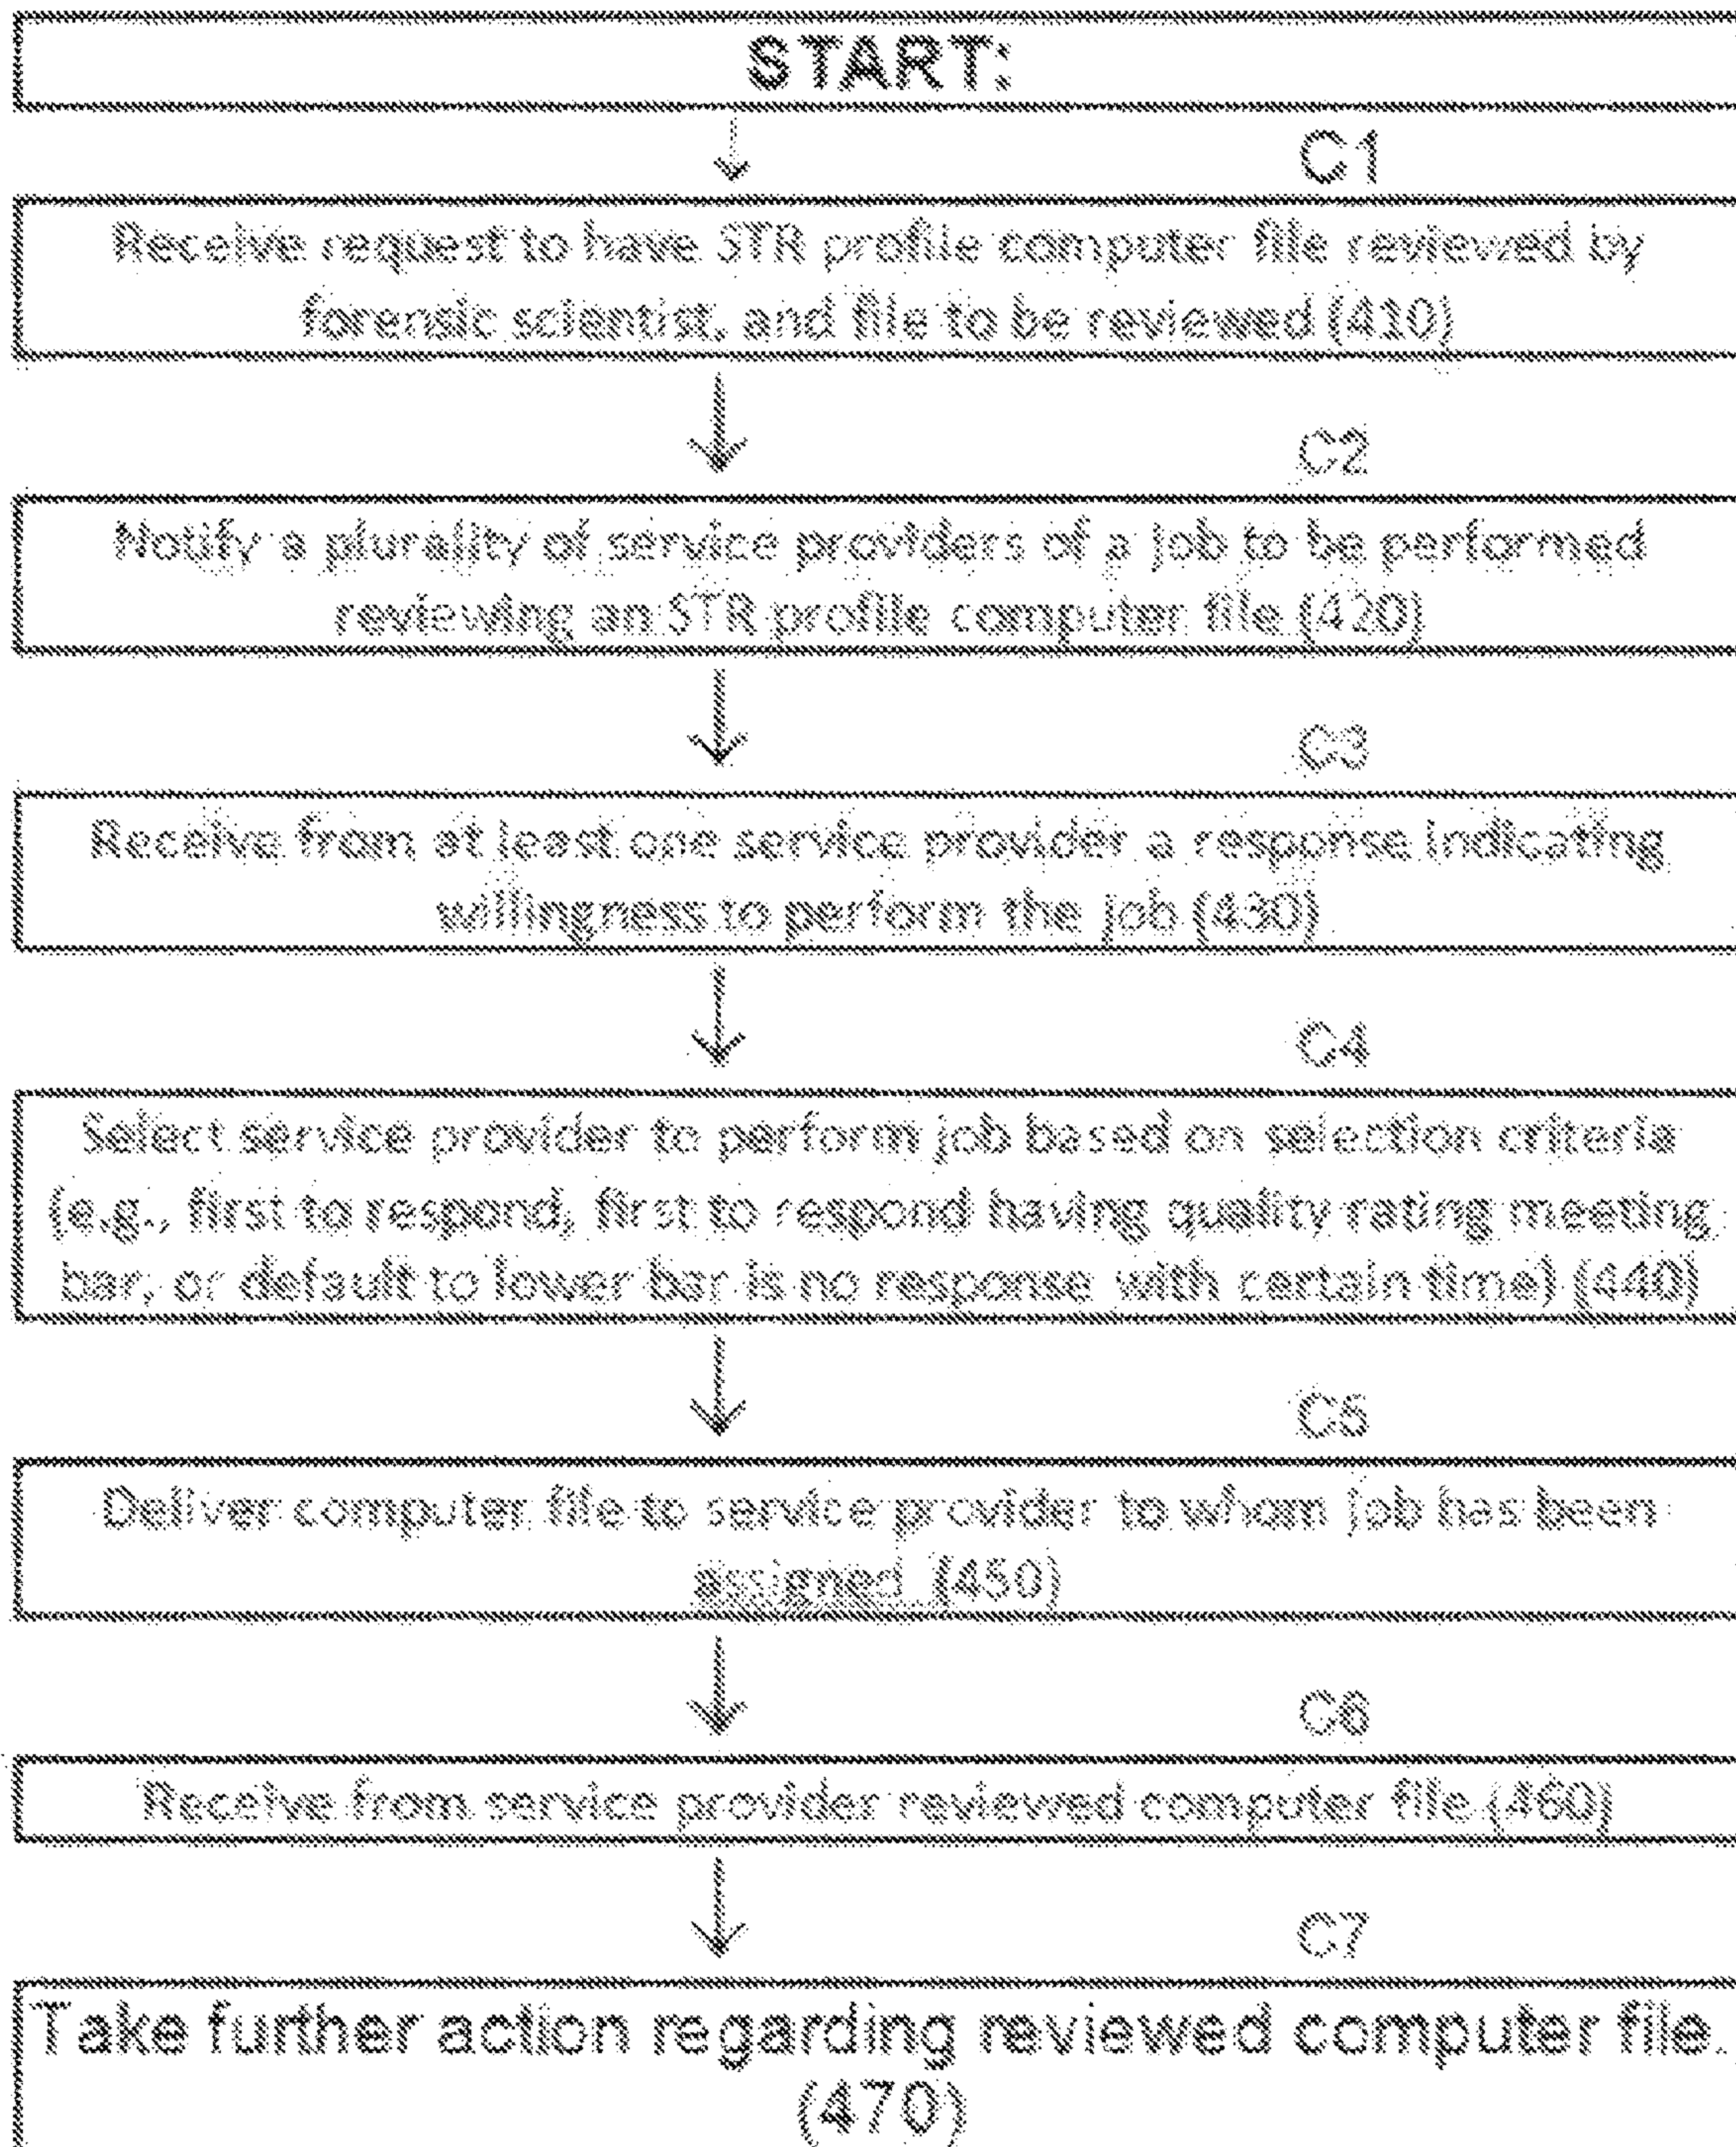 START:
C1
Receive request to have STR profile computer file reviewed by
forensic scientist, and file to be reviewed (410)
C2
Notify a plurality of service providers of a job to be performed
reviewing an STR profile computer file (420)
C3
Receive from at least one service provider a response indicating
willingness to perform the job (430)
C4
Select service provider to perform job based on selection criteria
(e.g., first to respond, first to respond having quality rating meeting
bar, or default to lower bar is no response with certain time) (440)
C5
Deliver computer file to service provider to whom job has been
assigned. (450)
C6
Receive from service provider reviewed computer file (460)
C7
Take further action regarding reviewed computer file.
(470)